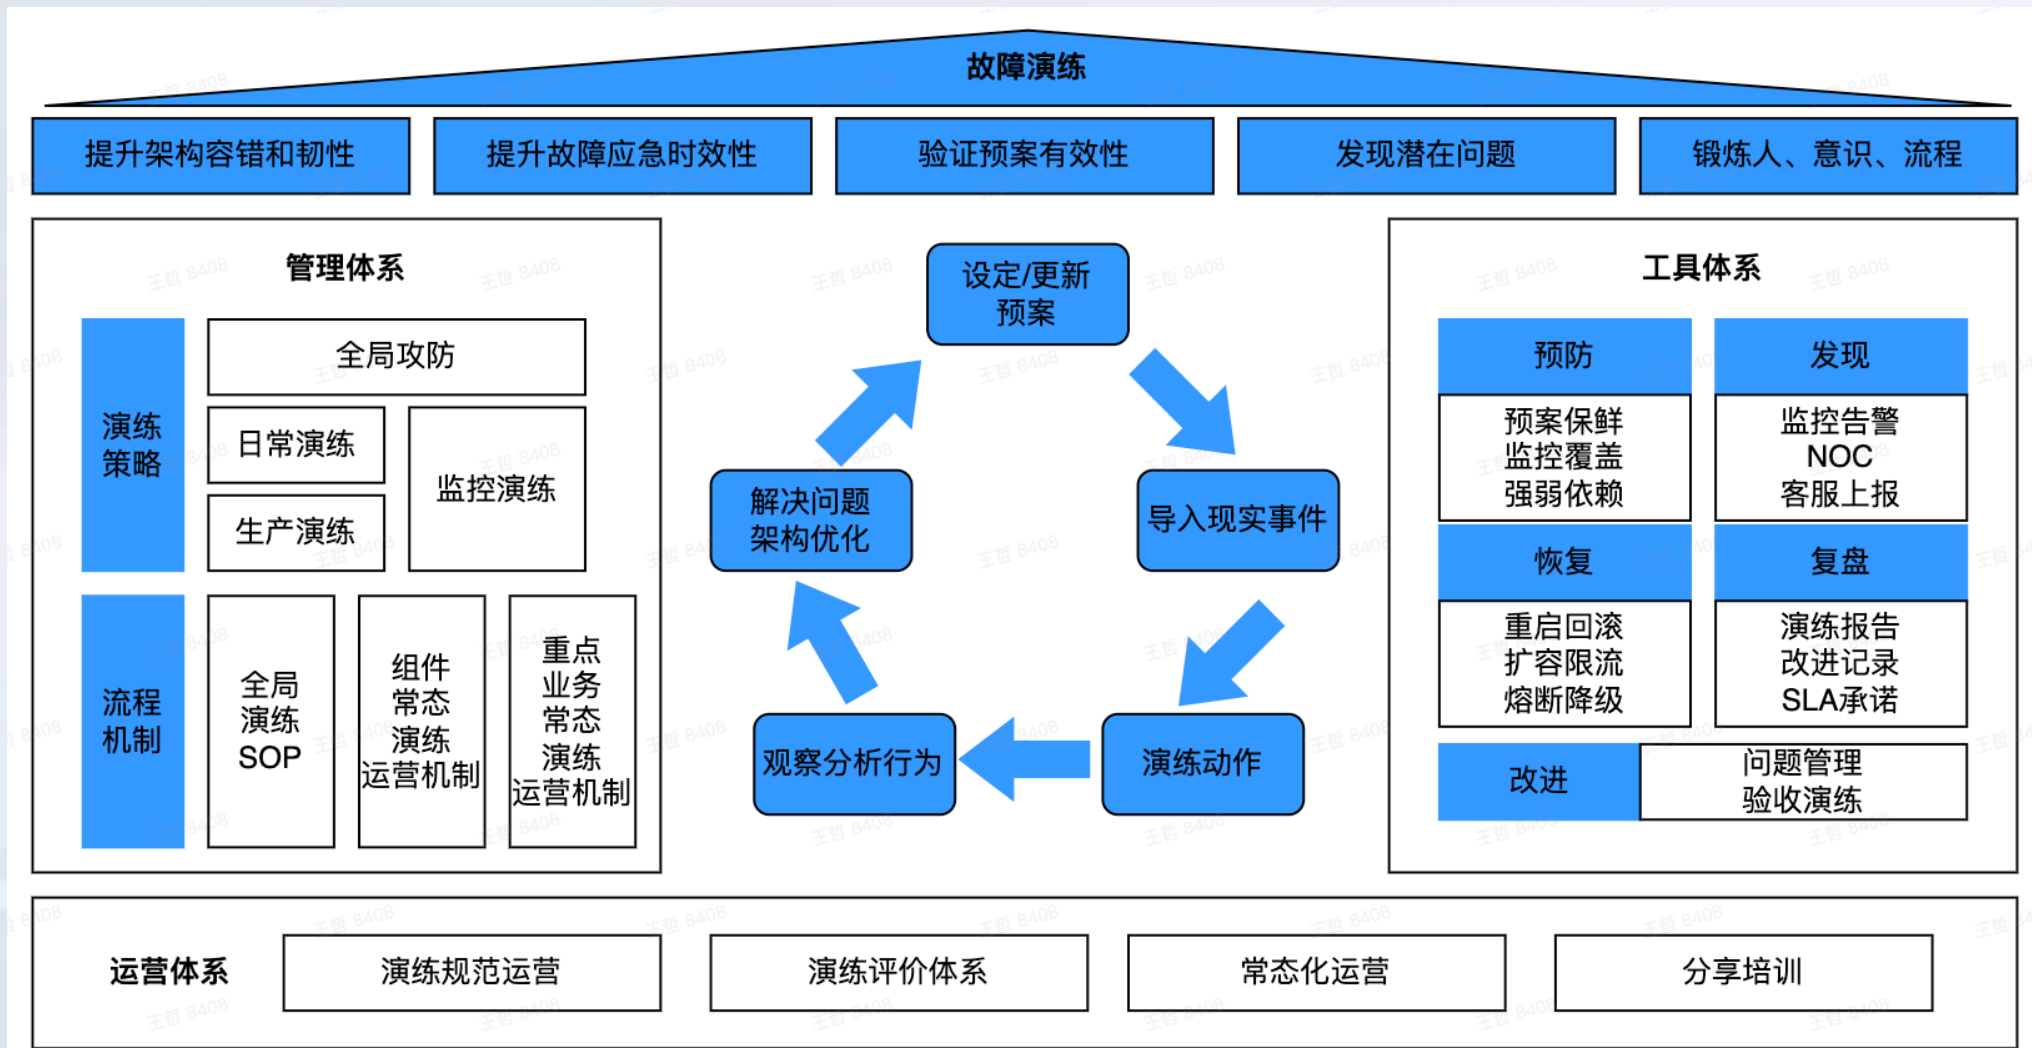 故障演练
提升架构容错和韧性
提升故障应急时效性
验证预案有效性
发现潜在问题
锻炼人、意识、流程
管理体系
演练
策略
全局攻防
日常演练
生产演练
监控演练
流程
机制
全局
演练
SOP
组件
常态
演练
运营机制
重点
业务
常态
演练
运营机制
设定/更新
预案
导入现实事件
演练动作
观察分析行为
解决问题
架构优化
工具体系
预防
预案保鲜
监控覆盖
强弱依赖
发现
监控告警
NOC
客服上报
恢复
重启回滚
扩容限流
熔断降级
复盘
演练报告
改进记录
SLA承诺
改进
问题管理
验收演练
运营体系
演练规范运营
演练评价体系
常态化运营
分享培训
王哲 8408